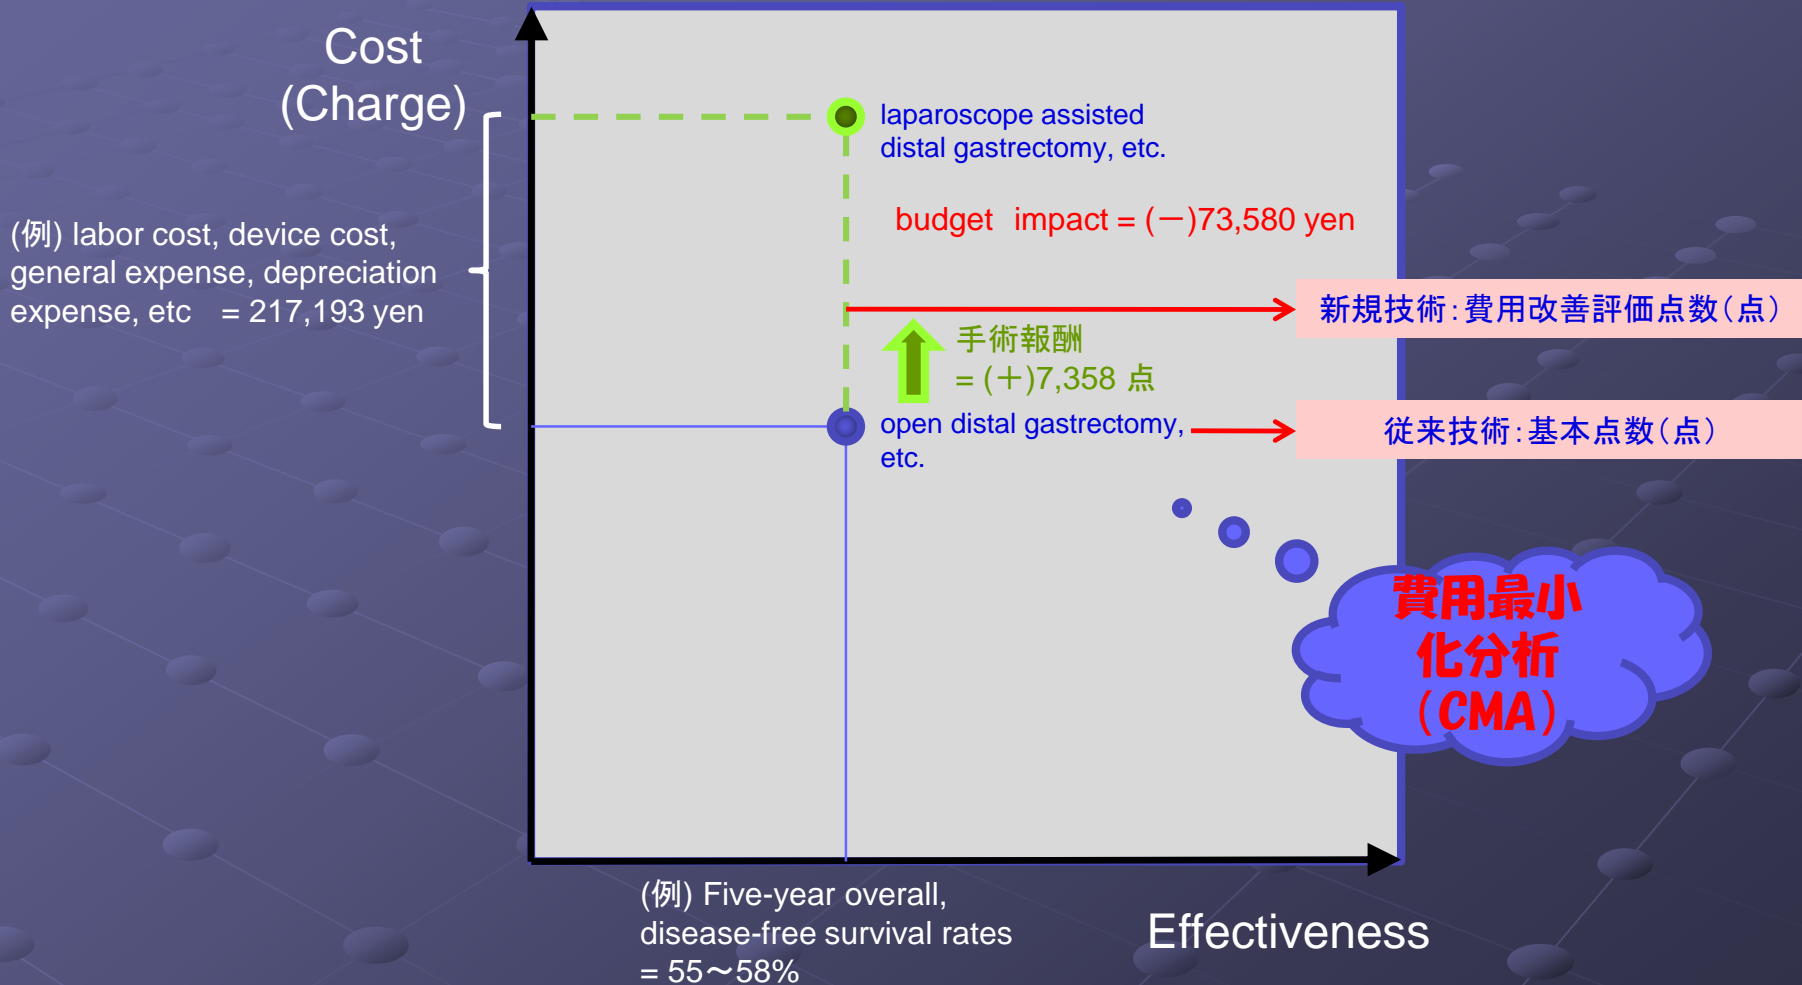 Cost
(Charge)
laparoscope assisted
distal gastrectomy, etc.
budget impact = (－)73,580 yen
(例) labor cost, device cost,
general expense, depreciation
expense, etc = 217,193 yen
新規技術：費用改善評価点数（点）
手術報酬
= (＋)7,358 点
open distal gastrectomy,
etc.
従来技術：基本点数（点）
費用最小
化分析
（CMA）
(例) Five-year overall,
disease-free survival rates
= 55～58%
Effectiveness